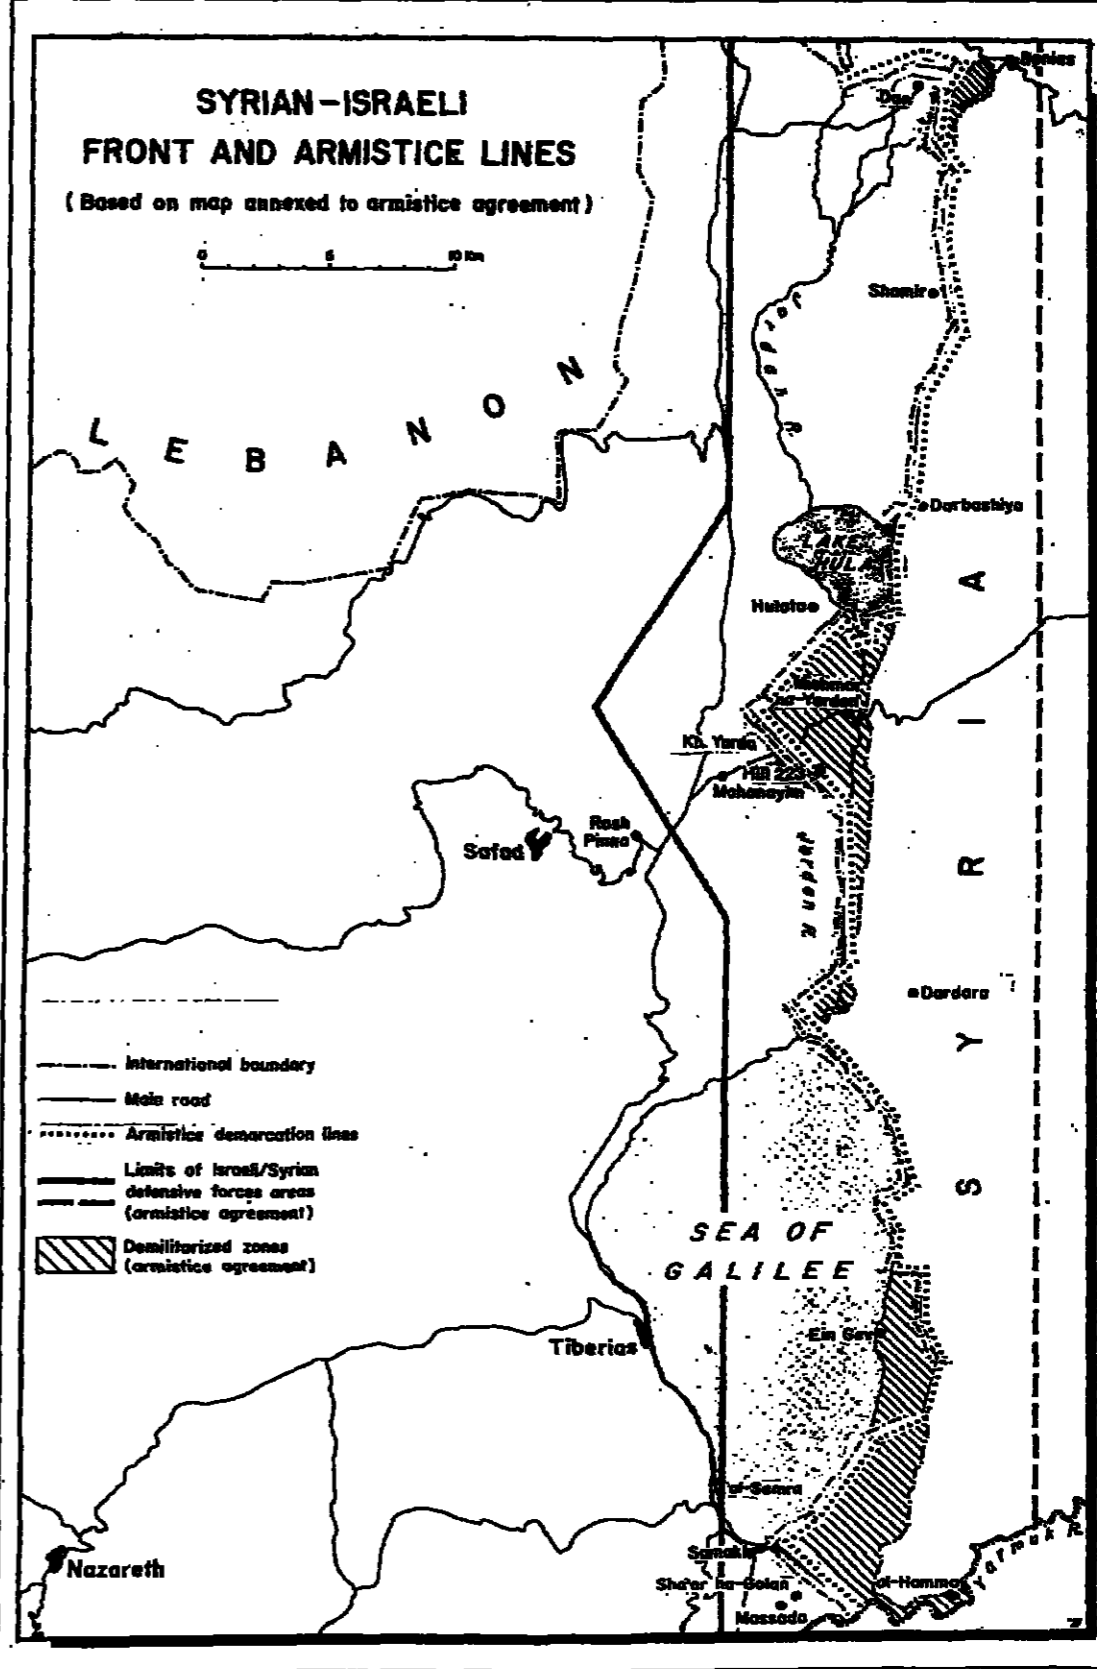 SYRIAN-ISRAELI
FRONT AND ARMISTICE LINES
(Based on map annexed to armistice agreement)
0 5 10 Km
Banias
Dan
Shamir
Jordan R.
LEBANON
Darbashiya
LAKE
HULA
Hulata
Mishmar
ha-Yarden
Kh. Yarda
Hill 223
Mahanayim
Rosh
Pinna
Safad
Jordan R.
Dardara
SYRIA
International boundary
Main road
Armistice demarcation lines
Limits of Israeli/Syrian
defensive forces areas
(armistice agreement)
Demilitarized zones
(armistice agreement)
SEA OF
GALILEE
Ein Gev
Tiberias
al-Samra
Samakh
Sha'ar ha-Golan
Massada
al-Hamma
Yarmuk R.
Nazareth
7